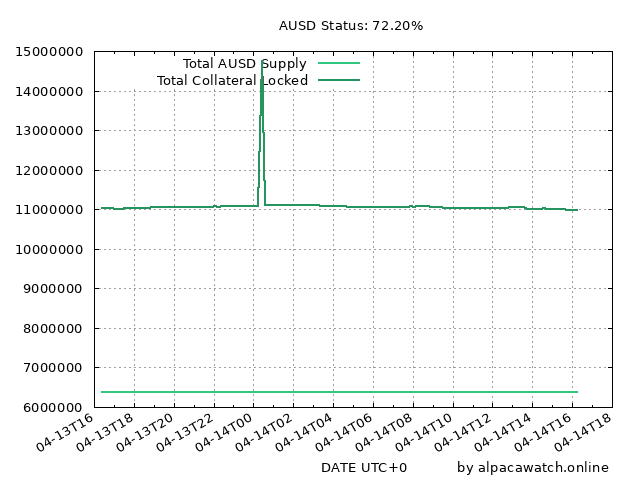 AUSD Status: 72.20%
Total AUSD Supply
Total Collateral Locked
15000000
14000000
13000000
12000000
11000000
10000000
9000000
8000000
7000000
6000000
04-13T16
04-13T18
04-13T20
04-13T22
04-14T00
04-14T02
04-14T04
04-14T06
04-14T08
04-14T10
04-14T12
04-14T14
04-14T16
04-14T18
DATE UTC+0
by alpacawatch.online